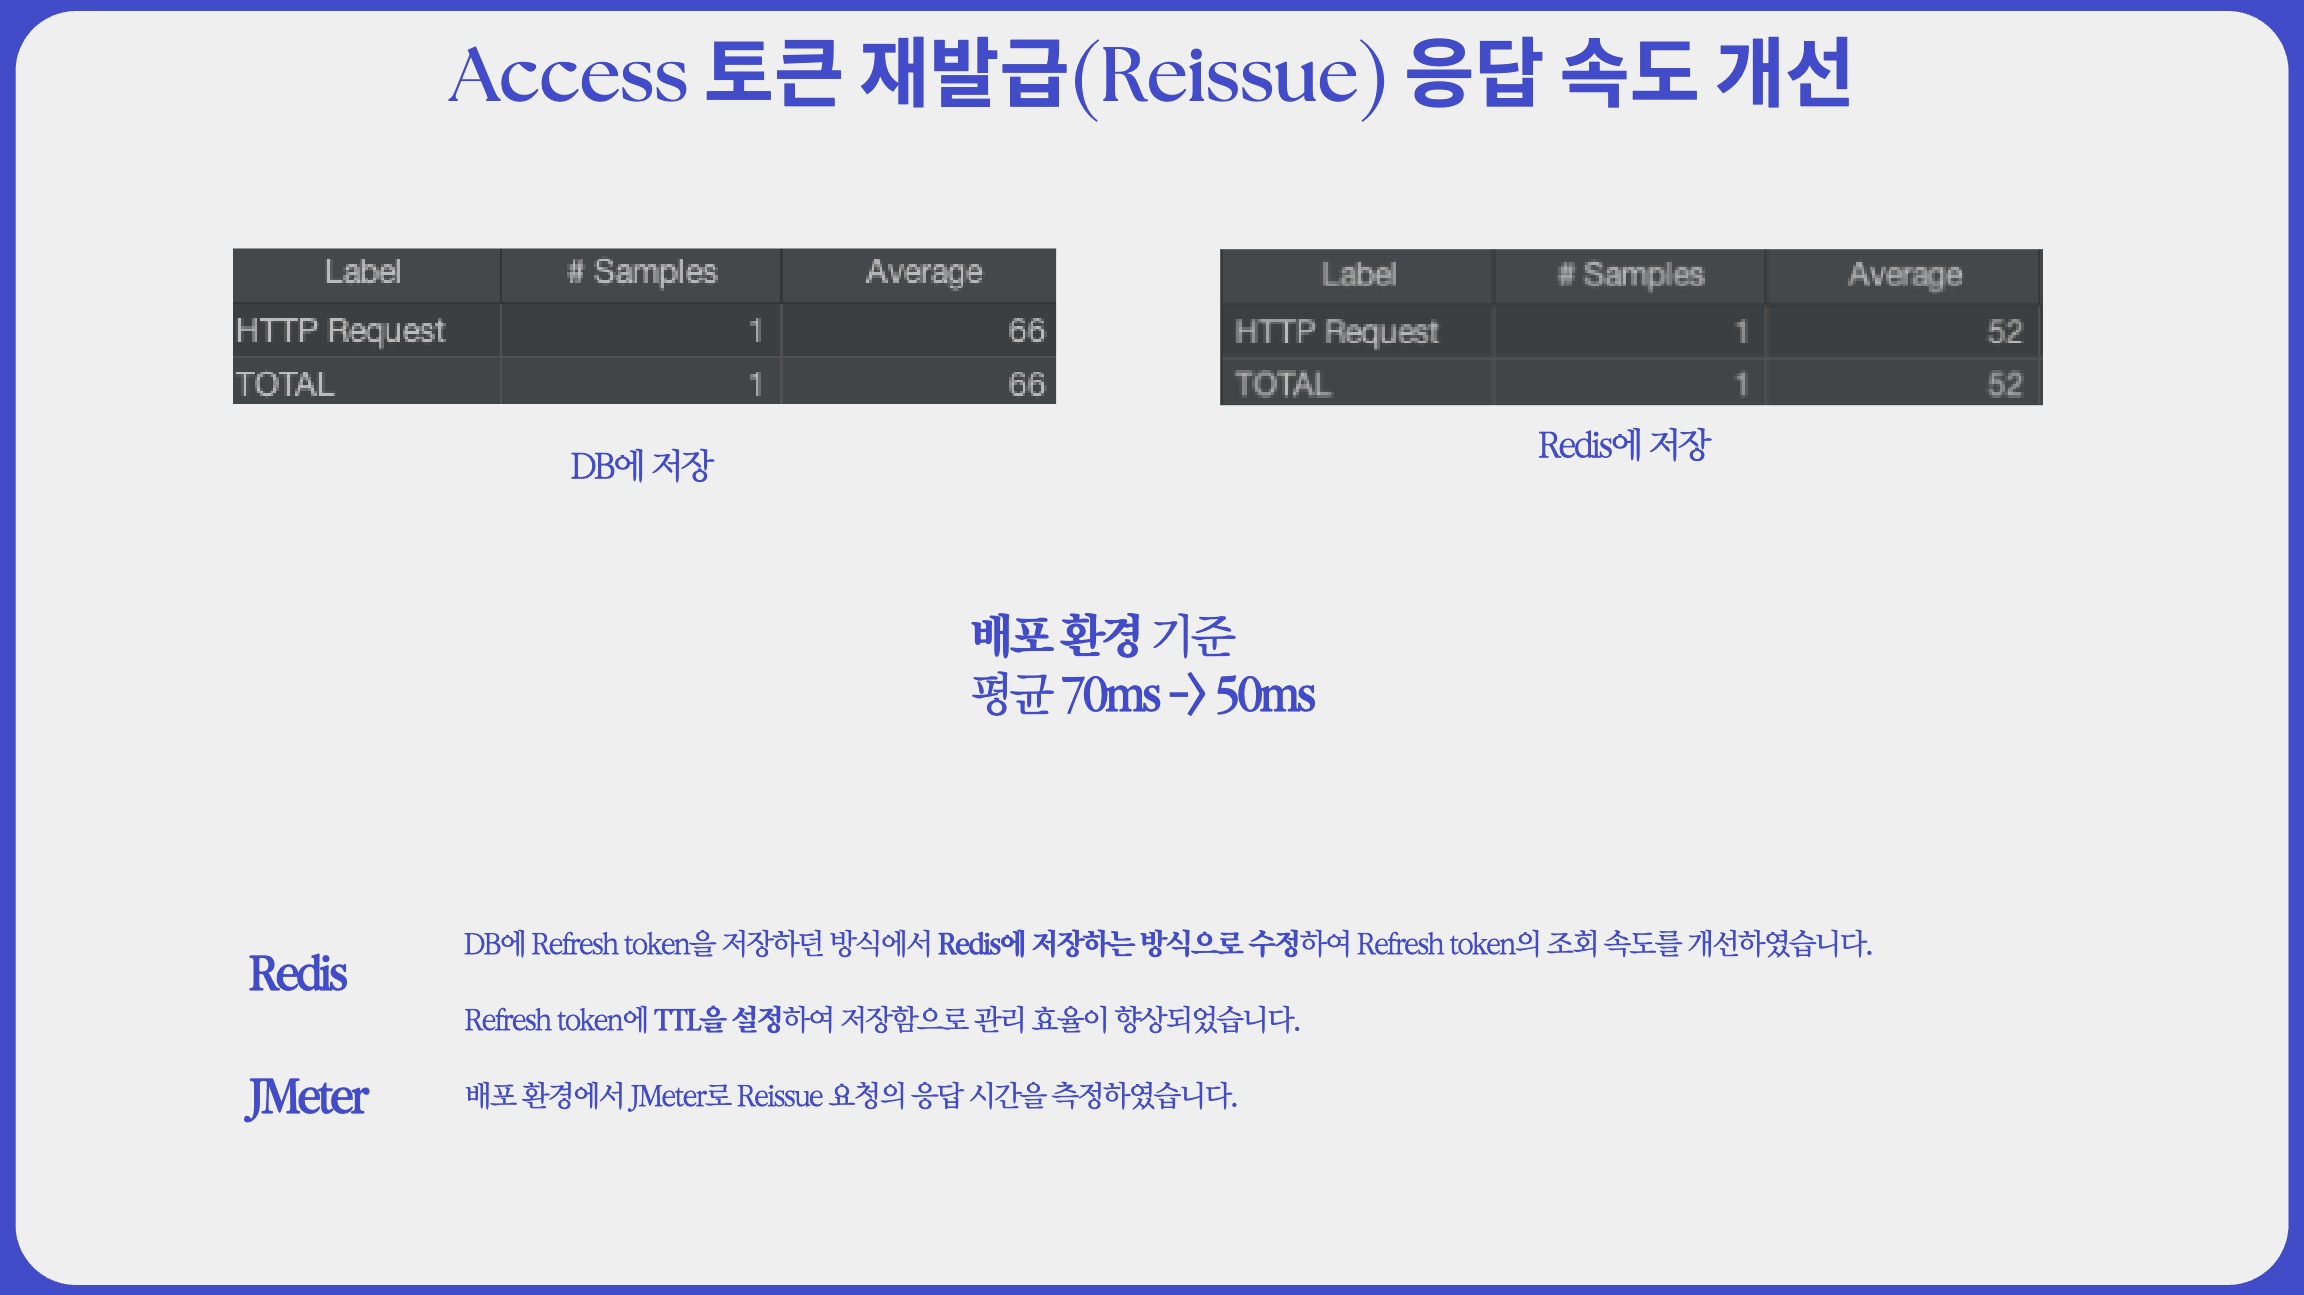 Access 토큰 재발급(Reissue) 응답 속도 개선
Label # Samples Average
HTTP Request 1 66
TOTAL 1 66
DB에 저장
Label # Samples Average
HTTP Request 1 52
TOTAL 1 52
Redis에 저장
배포 환경 기준
평균 70ms -> 50ms
Redis
DB에 Refresh token을 저장하던 방식에서 Redis에 저장하는 방식으로 수정하여 Refresh token의 조회 속도를 개선하였습니다.
Refresh token에 TTL을 설정하여 저장함으로 관리 효율이 향상되었습니다.
JMeter
배포 환경에서 JMeter로 Reissue 요청의 응답 시간을 측정하였습니다.